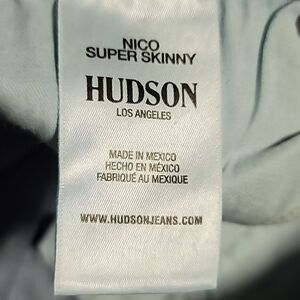 NICO
SUPER SKINNY
HUDSON
LOS ANGELES
MADE IN MEXICO
HECHO EN MÉXICO
FABRIQUÉ AU MEXIQUE
WWW.HUDSONJEANS.COM